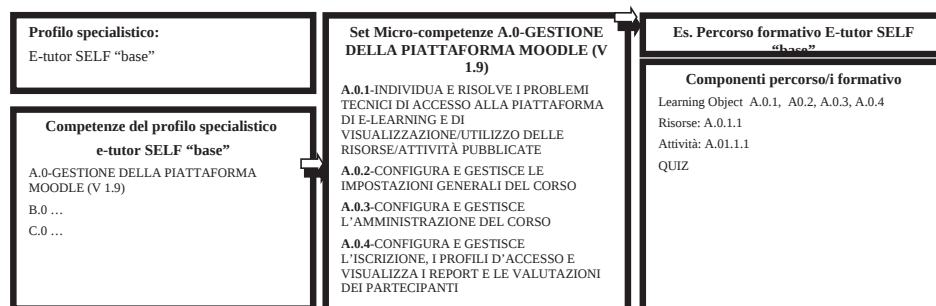 Profilo specialistico:
E-tutor SELF “base”
Competenze del profilo specialistico
e-tutor SELF “base”
A.0-GESTIONE DELLA PIATTAFORMA
MOODLE (V 1.9)
B.0 …
C.0 …
Set Micro-competenze A.0-GESTIONE
DELLA PIATTAFORMA MOODLE (V
1.9)
A.0.1-INDIVIDUA E RISOLVE I PROBLEMI
TECNICI DI ACCESSO ALLA PIATTAFORMA
DI E-LEARNING E DI
VISUALIZZAZIONE/UTILIZZO DELLE
RISORSE/ATTIVITÀ PUBBLICATE
A.0.2-CONFIGURA E GESTISCE LE
IMPOSTAZIONI GENERALI DEL CORSO
A.0.3-CONFIGURA E GESTISCE
L’AMMINISTRAZIONE DEL CORSO
A.0.4-CONFIGURA E GESTISCE
L’ISCRIZIONE, I PROFILI D’ACCESSO E
VISUALIZZA I REPORT E LE VALUTAZIONI
DEI PARTECIPANTI
Es. Percorso formativo E-tutor SELF
“base”
Componenti percorso/i formativo
Learning Object A.0.1, A0.2, A.0.3, A.0.4
Risorse: A.0.1.1
Attività: A.01.1.1
QUIZ